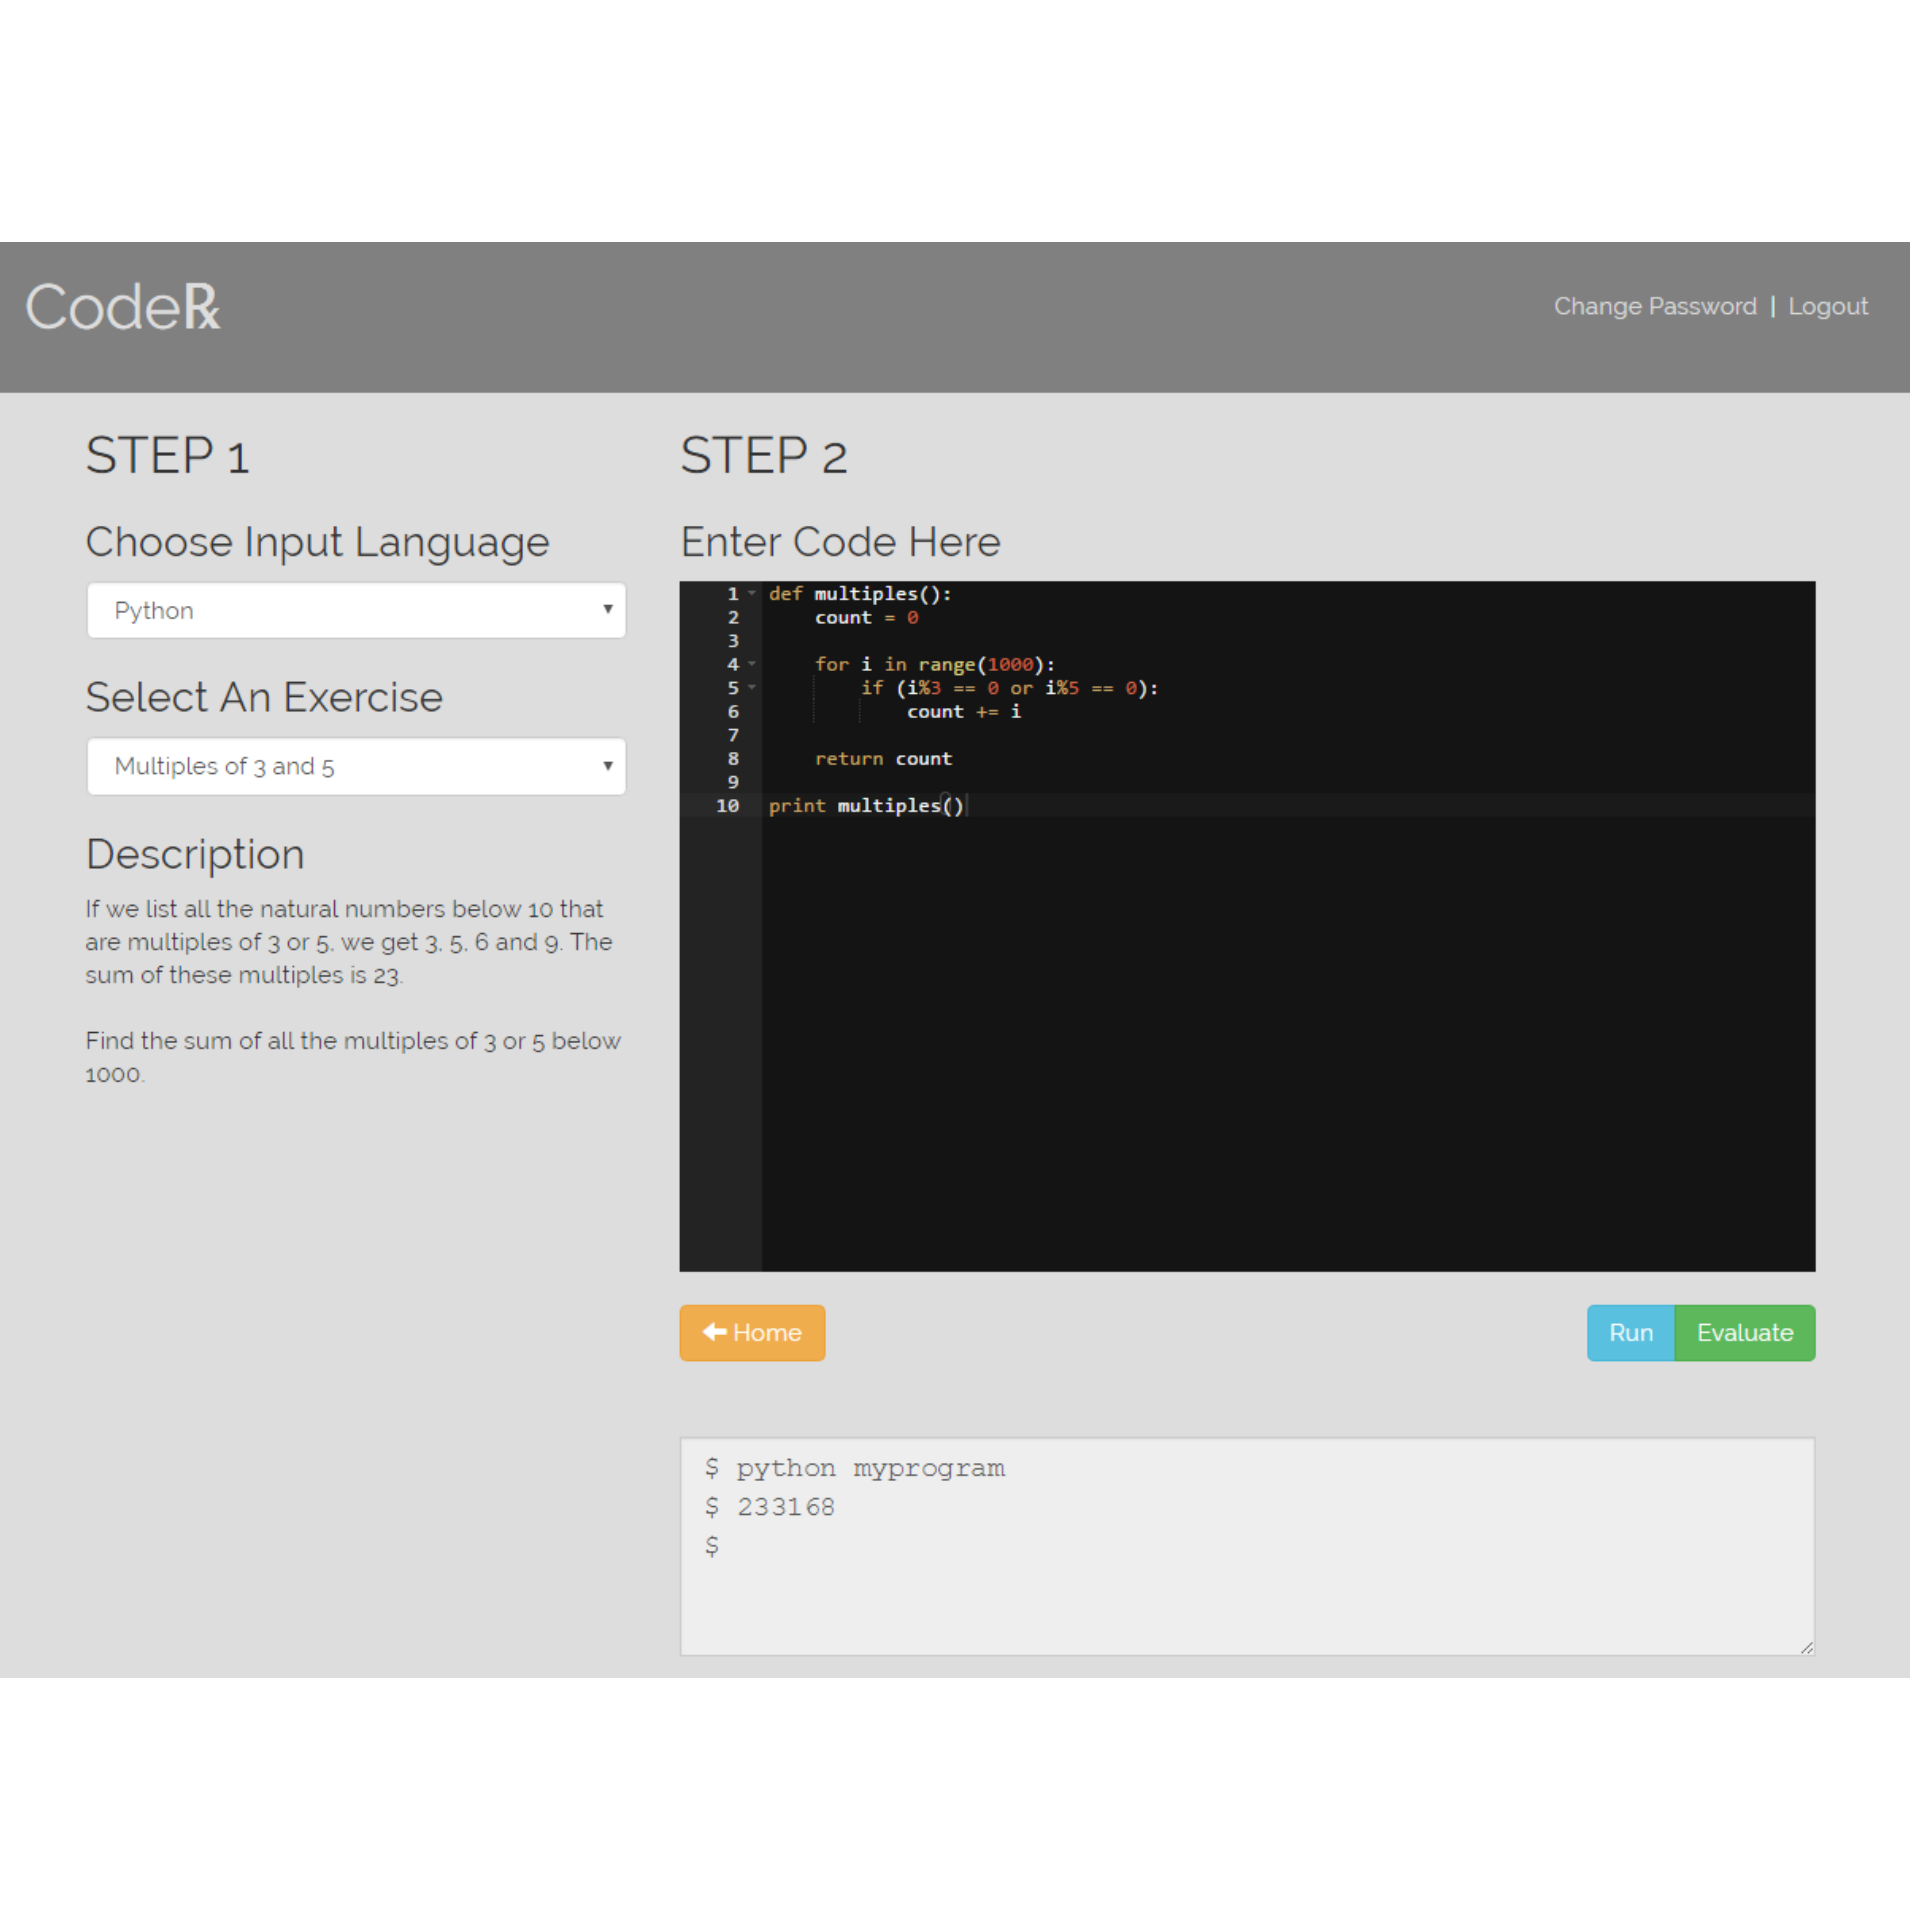 Code℞
Change Password | Logout
STEP 1
Choose Input Language
Python
Select An Exercise
Multiples of 3 and 5
Description
If we list all the natural numbers below 10 that
are multiples of 3 or 5, we get 3, 5, 6 and 9. The
sum of these multiples is 23.
Find the sum of all the multiples of 3 or 5 below
1000.
STEP 2
Enter Code Here
1 def multiples():
2     count = 0
3
4     for i in range(1000):
5         if (i%3 == 0 or i%5 == 0):
6             count += i
7
8     return count
9
10 print multiples()
Home
Run Evaluate
$ python myprogram
$ 233168
$